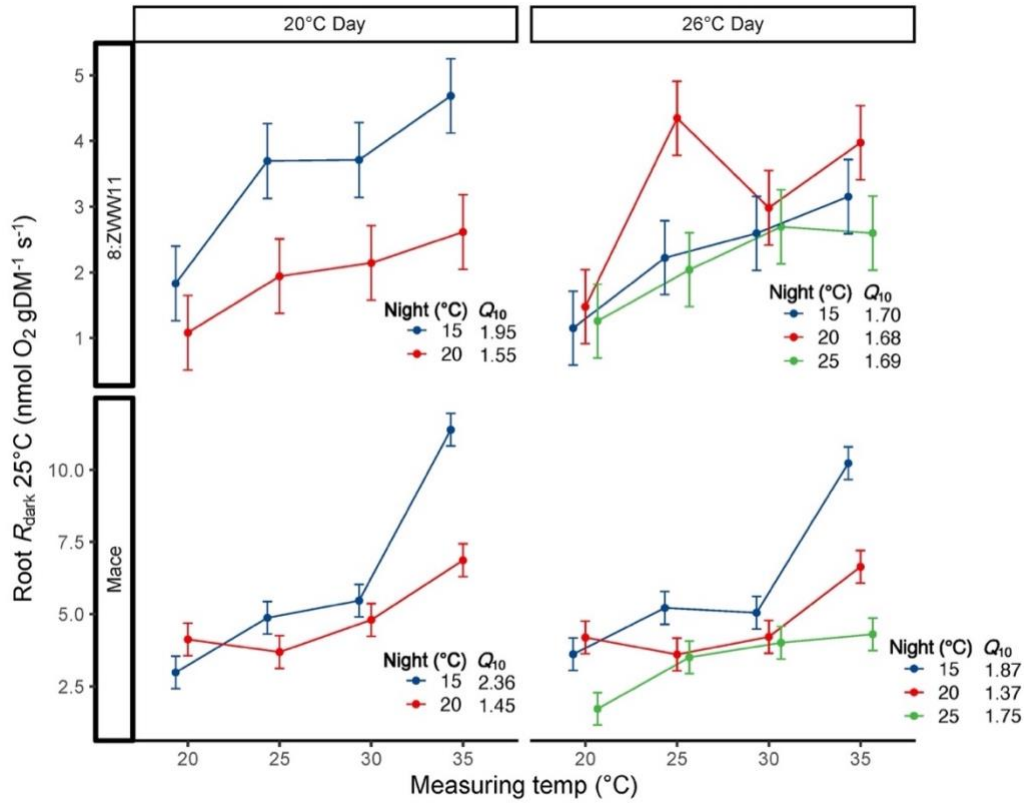 20°C Day
26°C Day
Root R_dark 25°C (nmol O₂ gDM⁻¹ s⁻¹)
8:ZWW11
5
4
3
2
1
Night (°C) Q₁₀
15 1.95
20 1.55
Night (°C) Q₁₀
15 1.70
20 1.68
25 1.69
Mace
10.0
7.5
5.0
2.5
Night (°C) Q₁₀
15 2.36
20 1.45
Night (°C) Q₁₀
15 1.87
20 1.37
25 1.75
20 25 30 35
20 25 30 35
Measuring temp (°C)